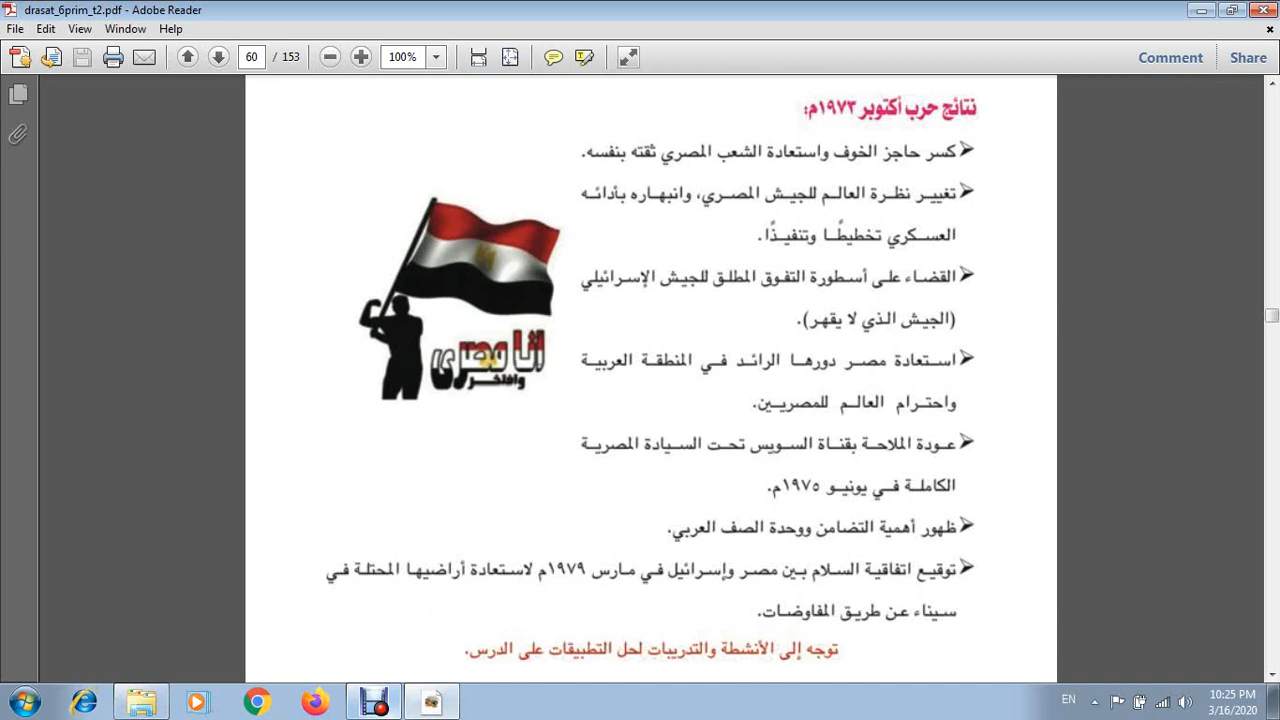 drasat_6prim_t2.pdf - Adobe Reader
File Edit View Window Help
60 / 153 100% Comment Share
نتائج حرب أكتوبر ١٩٧٣م:
كسر حاجز الخوف واستعادة الشعب المصري ثقته بنفسه.
تغيير نظرة العالم للجيش المصري، وانبهاره بأدائه
العسكري تخطيطًا وتنفيذًا.
القضاء على أسطورة التفوق المطلق للجيش الإسرائيلي
(الجيش الذي لا يقهر).
استعادة مصر دورها الرائد في المنطقة العربية
واحترام العالم للمصريين.
عودة الملاحة بقناة السويس تحت السيادة المصرية
الكاملة في يونيو ١٩٧٥م.
ظهور أهمية التضامن ووحدة الصف العربي.
توقيع اتفاقية السلام بين مصر وإسرائيل في مارس ١٩٧٩م لاستعادة أراضيها المحتلة في
سيناء عن طريق المفاوضات.
توجه إلى الأنشطة والتدريبات لحل التطبيقات على الدرس.
انا مصرى
وافتخر
EN 10:25 PM
3/16/2020